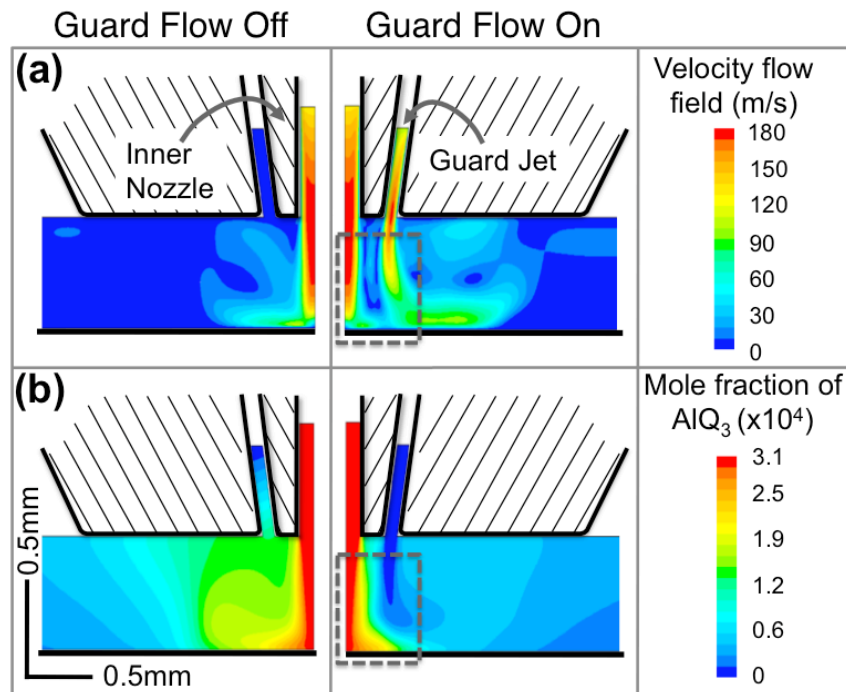 Guard Flow Off
Guard Flow On
(a)
Inner
Nozzle
Guard Jet
Velocity flow
field (m/s)
180
150
120
90
60
30
0
(b)
0.5mm
0.5mm
Mole fraction of
AlQ₃ (x10⁴)
3.1
2.5
1.9
1.2
0.6
0